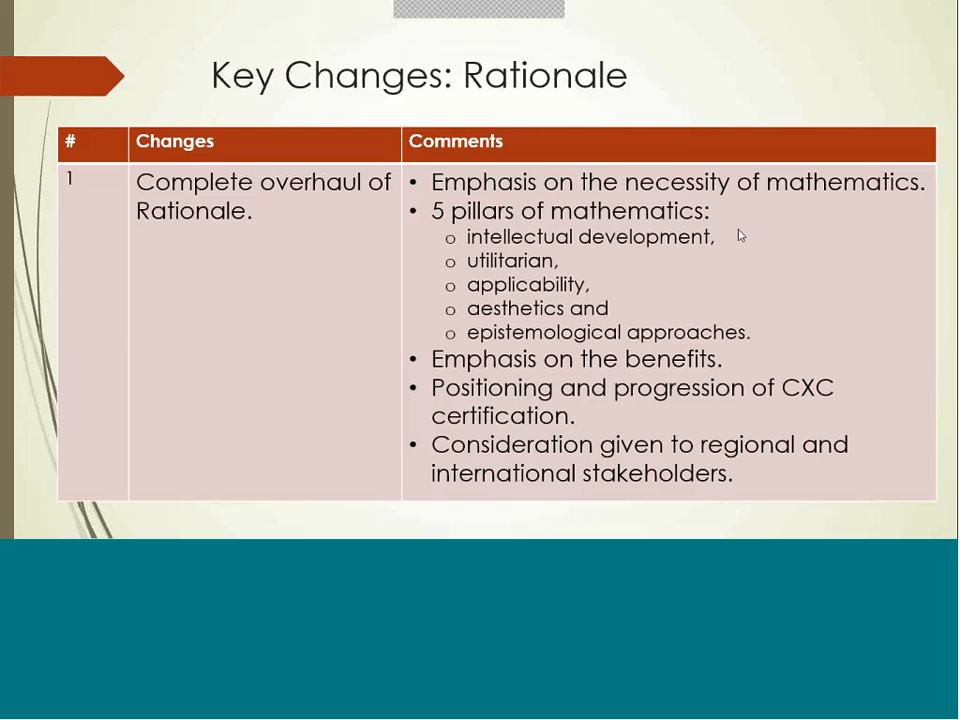 Key Changes: Rationale
# Changes Comments
1 Complete overhaul of
Rationale.
• Emphasis on the necessity of mathematics.
• 5 pillars of mathematics:
o intellectual development,
o utilitarian,
o applicability,
o aesthetics and
o epistemological approaches.
• Emphasis on the benefits.
• Positioning and progression of CXC
certification.
• Consideration given to regional and
international stakeholders.